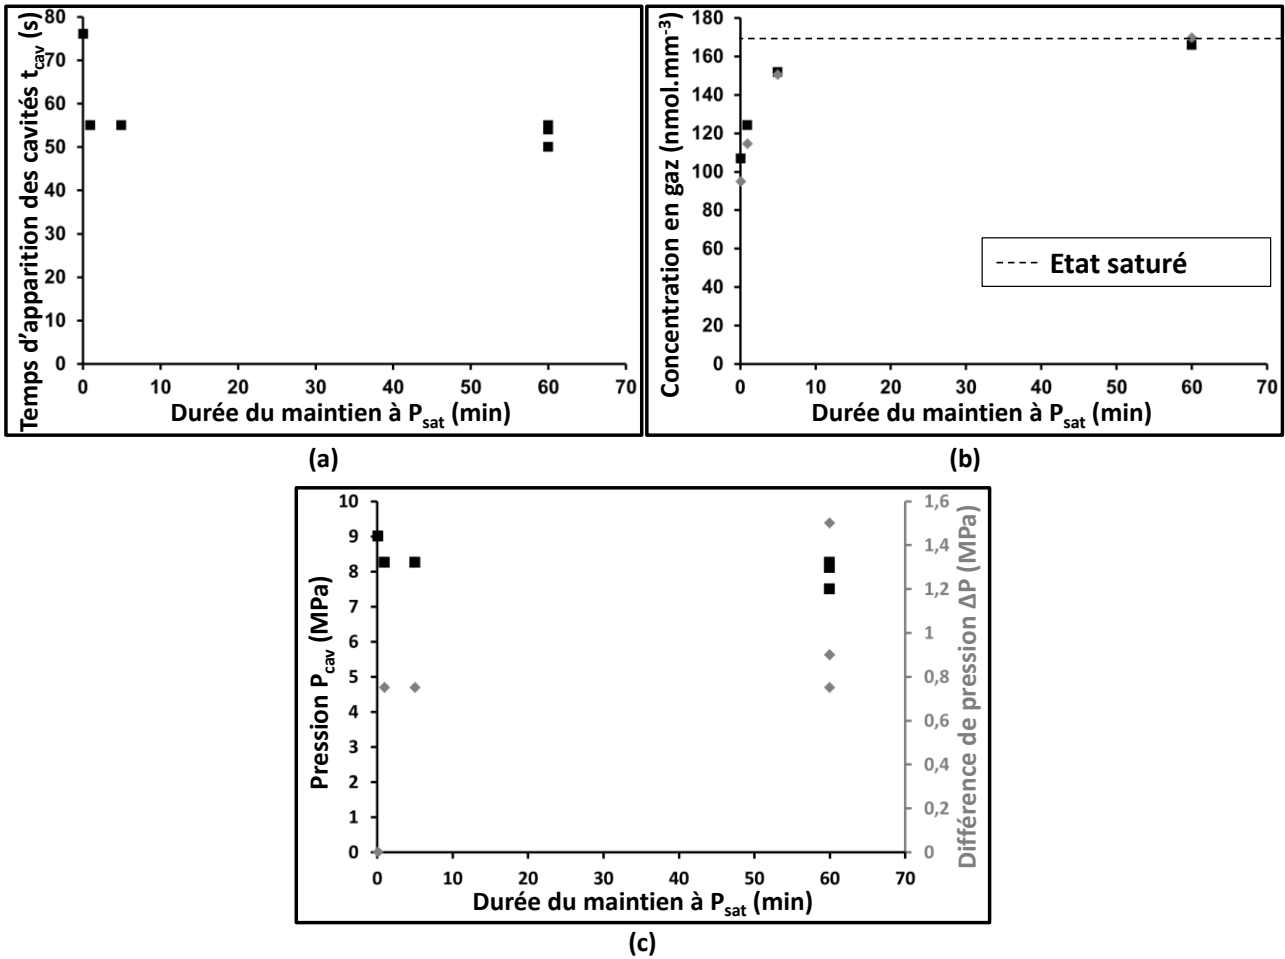 Temps d'apparition des cavités tcav (s)
80
70
60
50
40
30
20
10
0
0 10 20 30 40 50 60 70
Durée du maintien à Psat (min)
(a)
Concentration en gaz (nmol.mm-3)
180
160
140
120
100
80
60
40
20
0
0 10 20 30 40 50 60 70
Durée du maintien à Psat (min)
Etat saturé
(b)
Pression Pcav (MPa)
10
9
8
7
6
5
4
3
2
1
0
0 10 20 30 40 50 60 70
Durée du maintien à Psat (min)
1,6
1,4
1,2
1
0,8
0,6
0,4
0,2
0
Différence de pression ΔP (MPa)
(c)